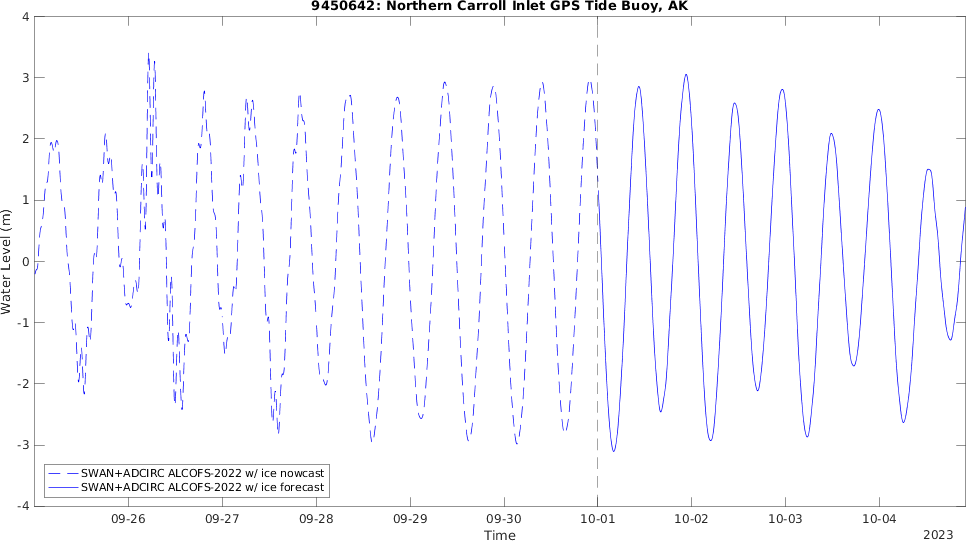 9450642: Northern Carroll Inlet GPS Tide Buoy, AK
4
3
2
1
0
-1
-2
-3
-4
Water Level (m)
SWAN+ADCIRC ALCOFS-2022 w/ ice nowcast
SWAN+ADCIRC ALCOFS-2022 w/ ice forecast
09-26 09-27 09-28 09-29 09-30 10-01 10-02 10-03 10-04
Time
2023